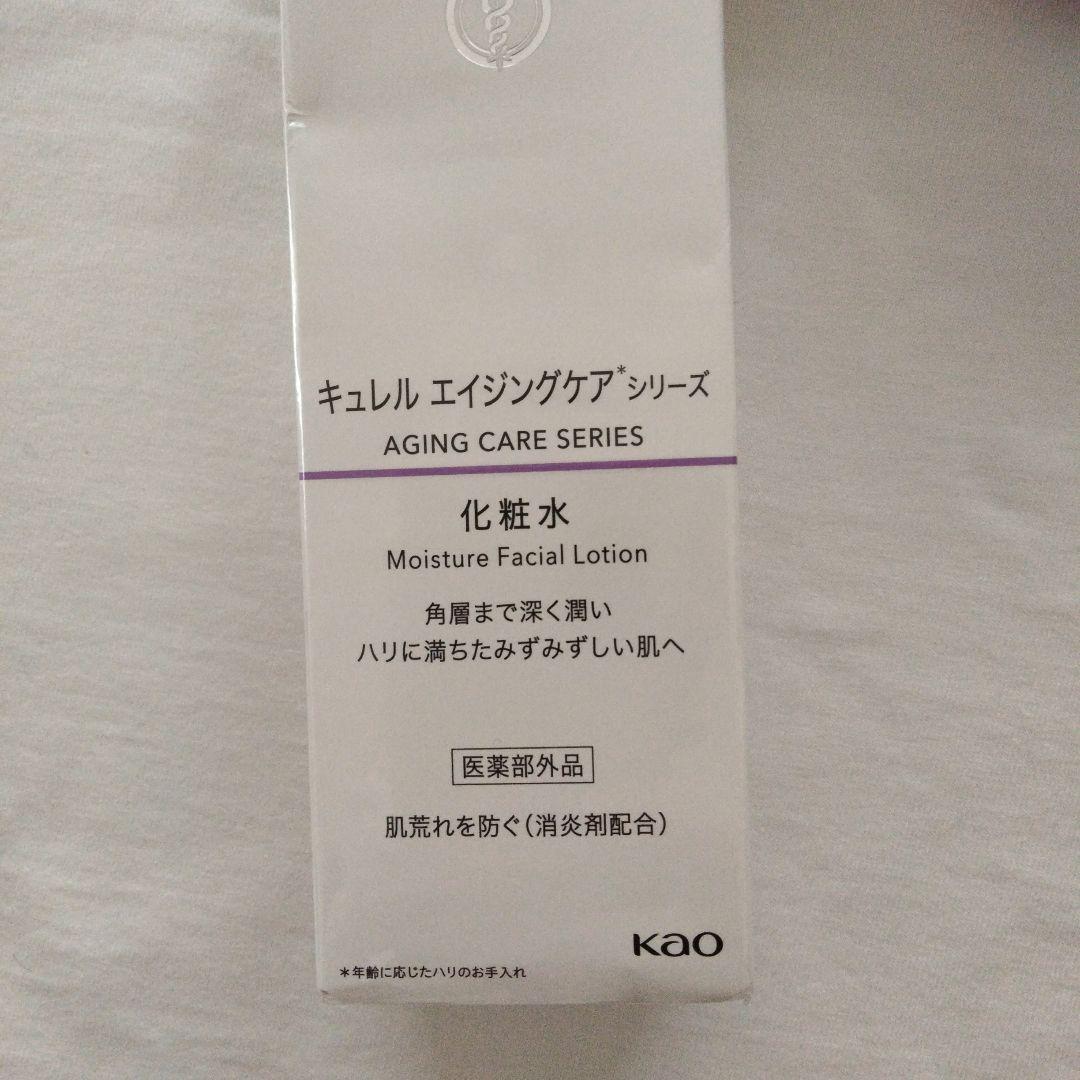 キュレル エイジングケア*シリーズ
AGING CARE SERIES
化粧水
Moisture Facial Lotion
角層まで深く潤い
ハリに満ちたみずみずしい肌へ
医薬部外品
肌荒れを防ぐ(消炎剤配合)
Kao
*年齢に応じたハリのお手入れ